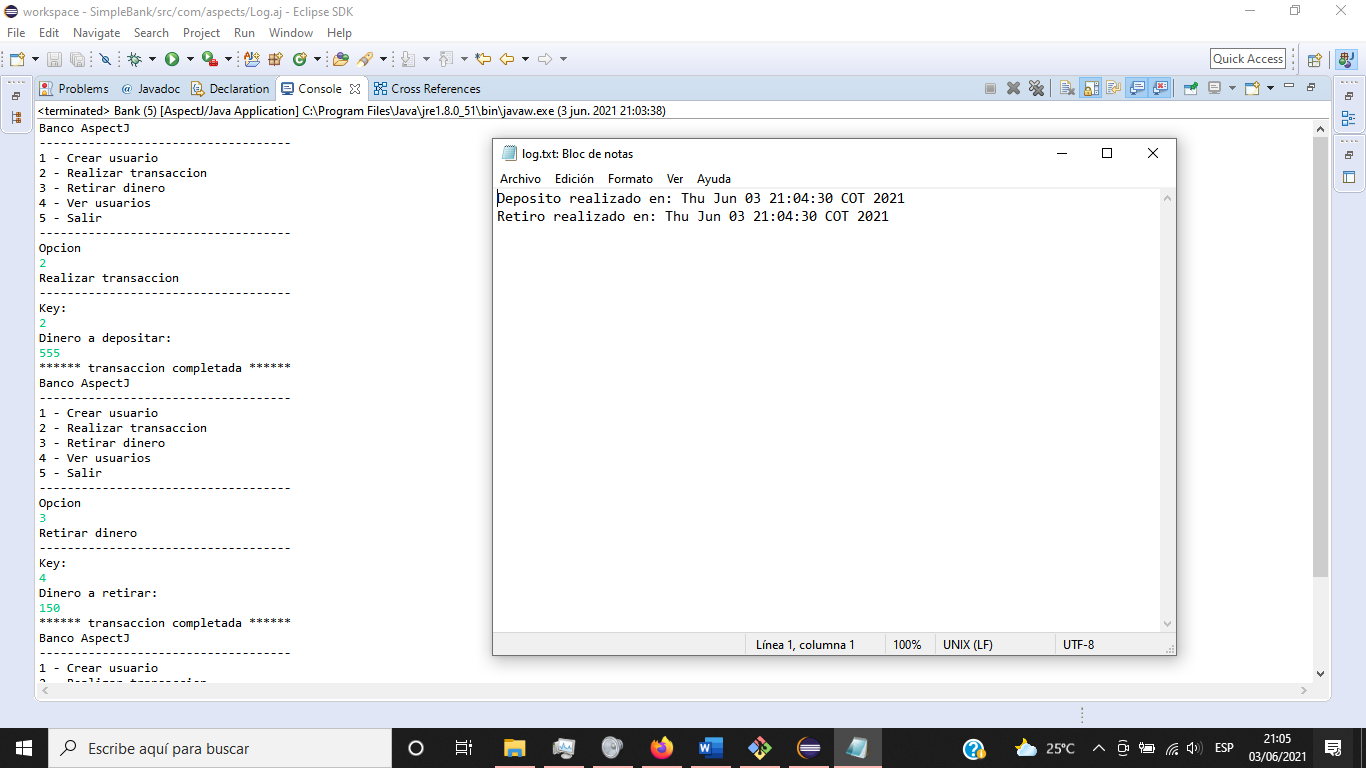 workspace - SimpleBank/src/com/aspects/Log.aj - Eclipse SDK
File Edit Navigate Search Project Run Window Help
Quick Access
Problems @ Javadoc Declaration Console Cross References
<terminated> Bank (5) [AspectJ/Java Application] C:\Program Files\Java\jre1.8.0_51\bin\javaw.exe (3 jun. 2021 21:03:38)
Banco AspectJ
------------------------------------
1 - Crear usuario
2 - Realizar transaccion
3 - Retirar dinero
4 - Ver usuarios
5 - Salir
------------------------------------
Opcion
2
Realizar transaccion
------------------------------------
Key:
2
Dinero a depositar:
555
****** transaccion completada ******
Banco AspectJ
------------------------------------
1 - Crear usuario
2 - Realizar transaccion
3 - Retirar dinero
4 - Ver usuarios
5 - Salir
------------------------------------
Opcion
3
Retirar dinero
------------------------------------
Key:
4
Dinero a retirar:
150
****** transaccion completada ******
Banco AspectJ
------------------------------------
1 - Crear usuario
2 - Realizar transaccion
log.txt: Bloc de notas
Archivo Edición Formato Ver Ayuda
Deposito realizado en: Thu Jun 03 21:04:30 COT 2021
Retiro realizado en: Thu Jun 03 21:04:30 COT 2021
Línea 1, columna 1 100% UNIX (LF) UTF-8
Escribe aquí para buscar
25°C
ESP
21:05
03/06/2021